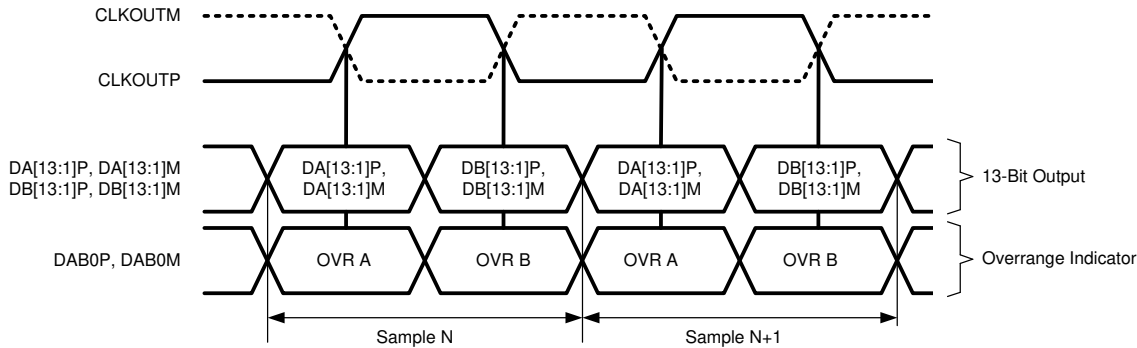 CLKOUTM
CLKOUTP
DA[13:1]P, DA[13:1]M
DB[13:1]P, DB[13:1]M
DA[13:1]P,
DA[13:1]M
DB[13:1]P,
DB[13:1]M
DA[13:1]P,
DA[13:1]M
DB[13:1]P,
DB[13:1]M
13-Bit Output
DAB0P, DAB0M
OVR A
OVR B
OVR A
OVR B
Overrange Indicator
Sample N
Sample N+1